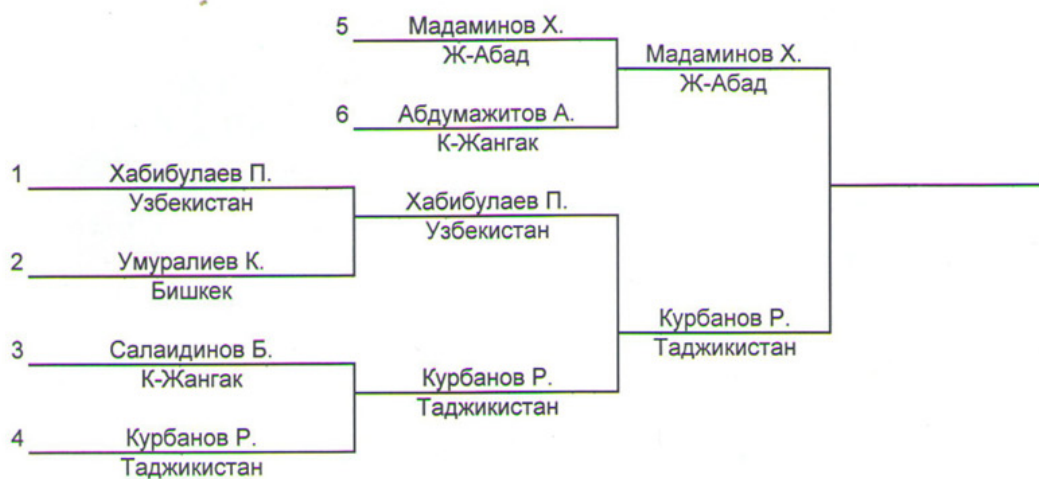 5 Мадаминов Х.
Ж-Абад
Мадаминов Х.
Ж-Абад
6 Абдумажитов А.
К-Жангак
1 Хабибулаев П.
Узбекистан
Хабибулаев П.
Узбекистан
2 Умуралиев К.
Бишкек
Курбанов Р.
Таджикистан
3 Салаидинов Б.
К-Жангак
Курбанов Р.
Таджикистан
4 Курбанов Р.
Таджикистан